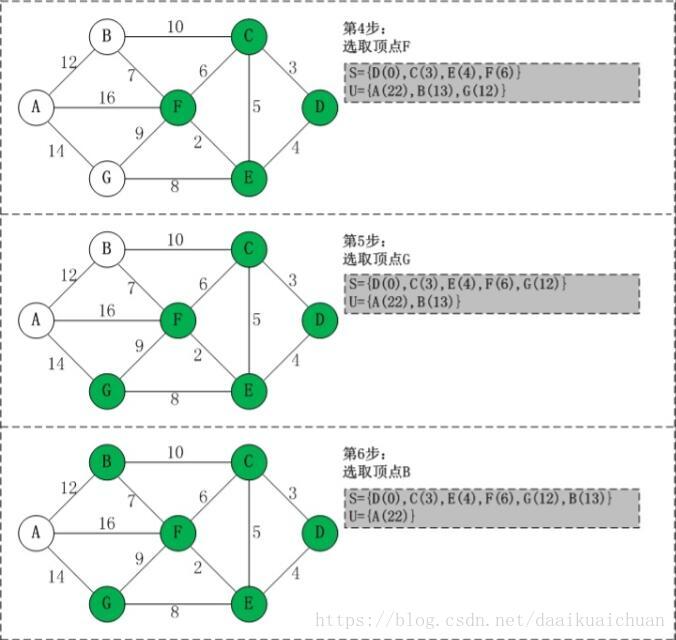 B
10
C
12
7
6
3
A
16
F
5
D
14
9
2
4
G
8
E
第4步：
选取顶点F
S={D(0),C(3),E(4),F(6)}
U={A(22),B(13),G(12)}
B
10
C
12
7
6
3
A
16
F
5
D
14
9
2
4
G
8
E
第5步：
选取顶点G
S={D(0),C(3),E(4),F(6),G(12)}
U={A(22),B(13)}
B
10
C
12
7
6
3
A
16
F
5
D
14
9
2
4
G
8
E
第6步：
选取顶点B
S={D(0),C(3),E(4),F(6),G(12),B(13)}
U={A(22)}
https://blog.csdn.net/daaikuaichuan